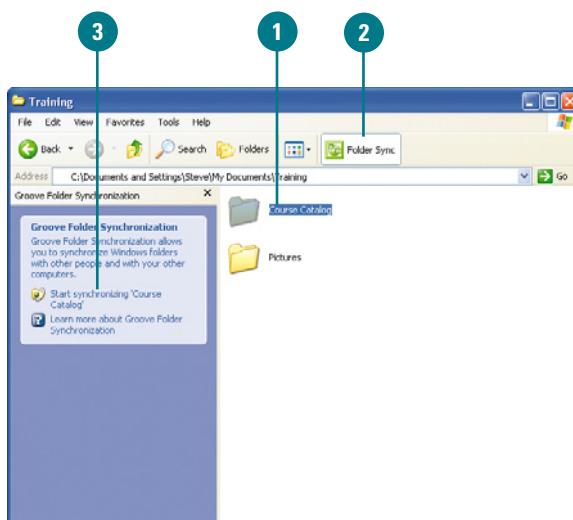 3
1
2
Training
File Edit View Favorites Tools Help
Back Search Folders Folder Sync
Address C:\Documents and Settings\Steve\My Documents\Training Go
Groove Folder Synchronization X
Course Catalog
Groove Folder Synchronization
Groove Folder Synchronization allows
you to synchronize Windows folders
with other people and with your other
computers.
Pictures
Start synchronizing 'Course
Catalog'
Learn more about Groove Folder
Synchronization